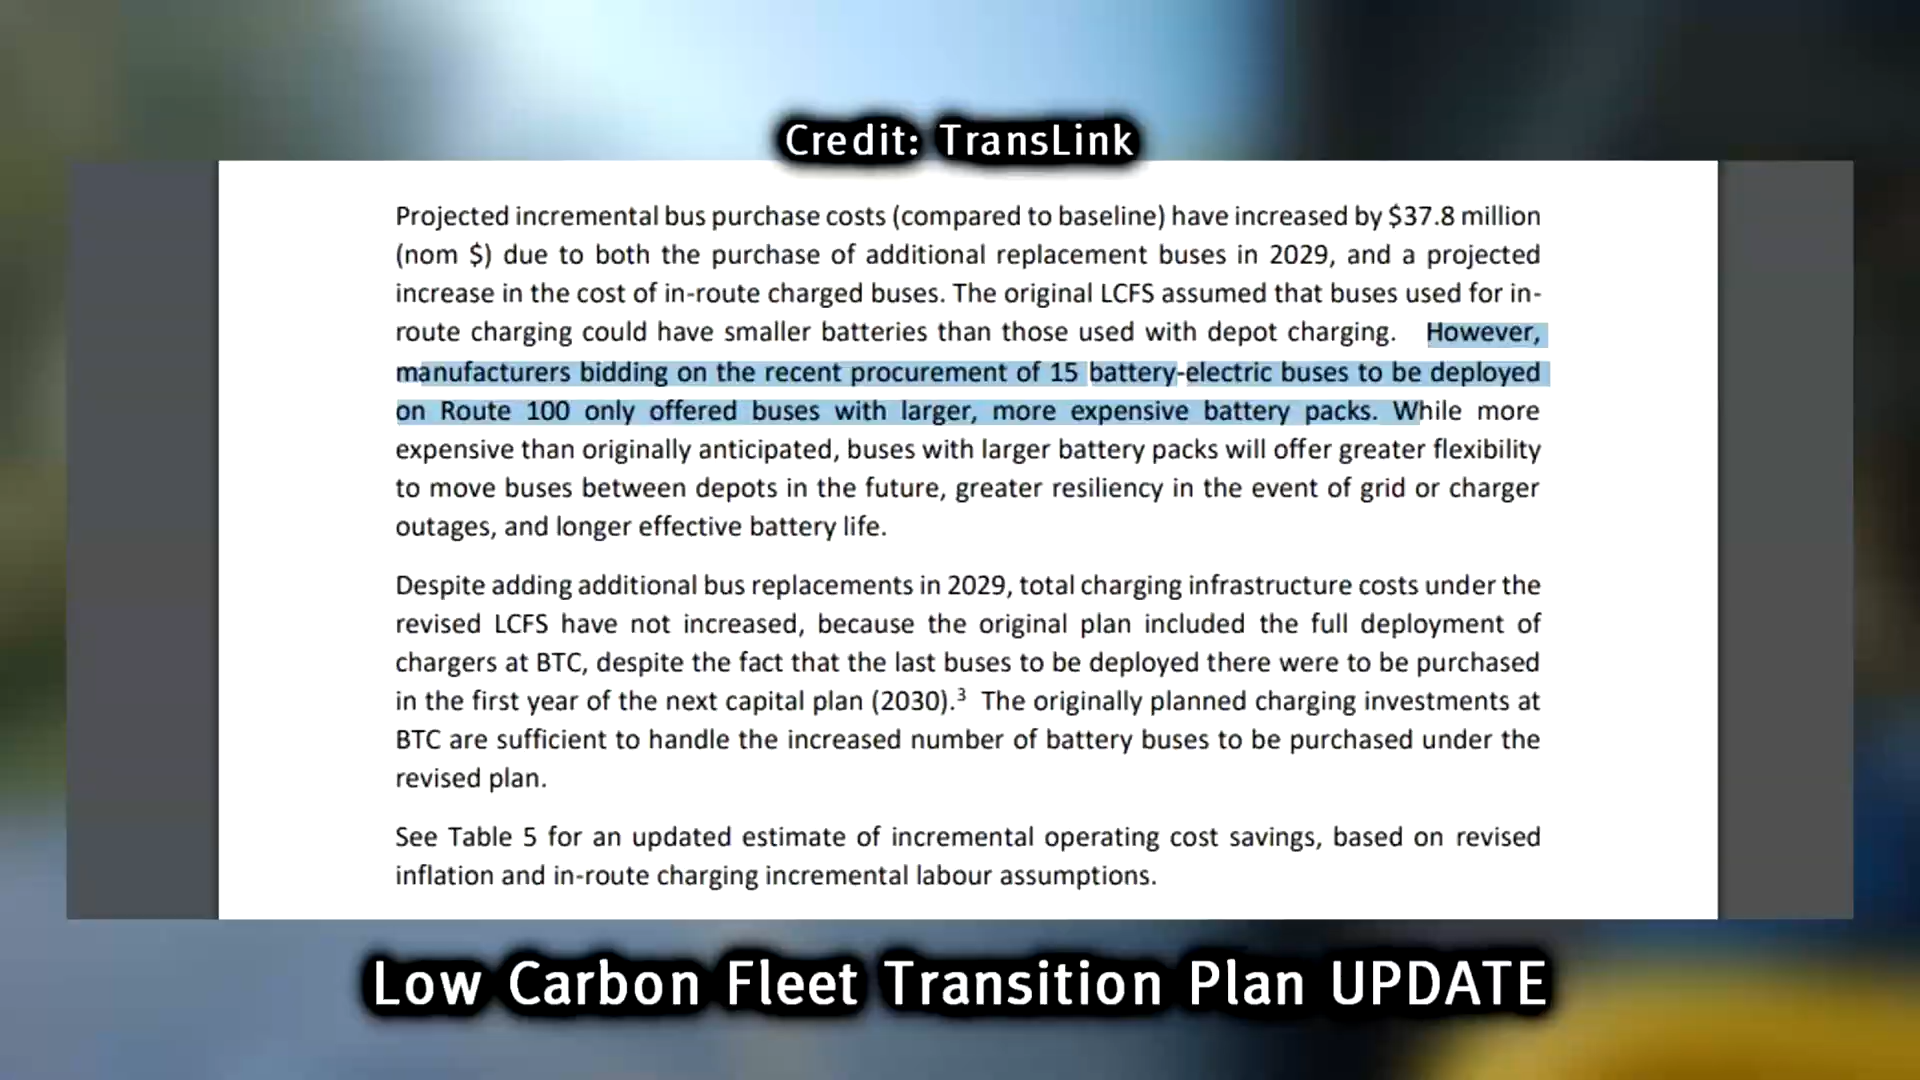 Credit: TransLink
Projected incremental bus purchase costs (compared to baseline) have increased by $37.8 million
(nom $) due to both the purchase of additional replacement buses in 2029, and a projected
increase in the cost of in-route charged buses. The original LCFS assumed that buses used for in-
route charging could have smaller batteries than those used with depot charging. However,
manufacturers bidding on the recent procurement of 15 battery-electric buses to be deployed
on Route 100 only offered buses with larger, more expensive battery packs. While more
expensive than originally anticipated, buses with larger battery packs will offer greater flexibility
to move buses between depots in the future, greater resiliency in the event of grid or charger
outages, and longer effective battery life.
Despite adding additional bus replacements in 2029, total charging infrastructure costs under the
revised LCFS have not increased, because the original plan included the full deployment of
chargers at BTC, despite the fact that the last buses to be deployed there were to be purchased
in the first year of the next capital plan (2030).³ The originally planned charging investments at
BTC are sufficient to handle the increased number of battery buses to be purchased under the
revised plan.
See Table 5 for an updated estimate of incremental operating cost savings, based on revised
inflation and in-route charging incremental labour assumptions.
Low Carbon Fleet Transition Plan UPDATE